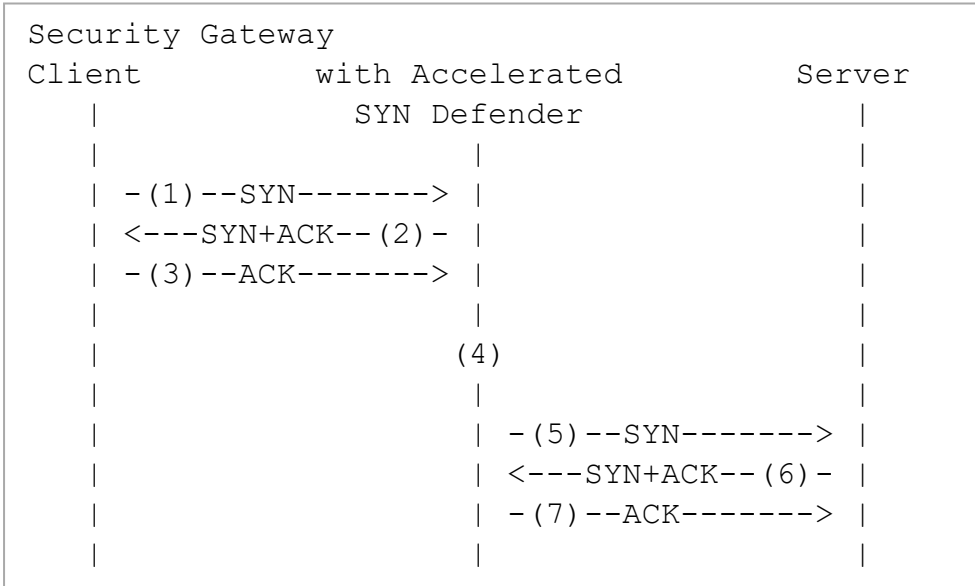 Security Gateway
Client         with Accelerated         Server
   |             SYN Defender              |
   |                   |                   |
   | -(1)--SYN-------> |                   |
   | <---SYN+ACK--(2)- |                   |
   | -(3)--ACK-------> |                   |
   |                   |                   |
   |                  (4)                  |
   |                   |                   |
   |                   | -(5)--SYN-------> |
   |                   | <---SYN+ACK--(6)- |
   |                   | -(7)--ACK-------> |
   |                   |                   |